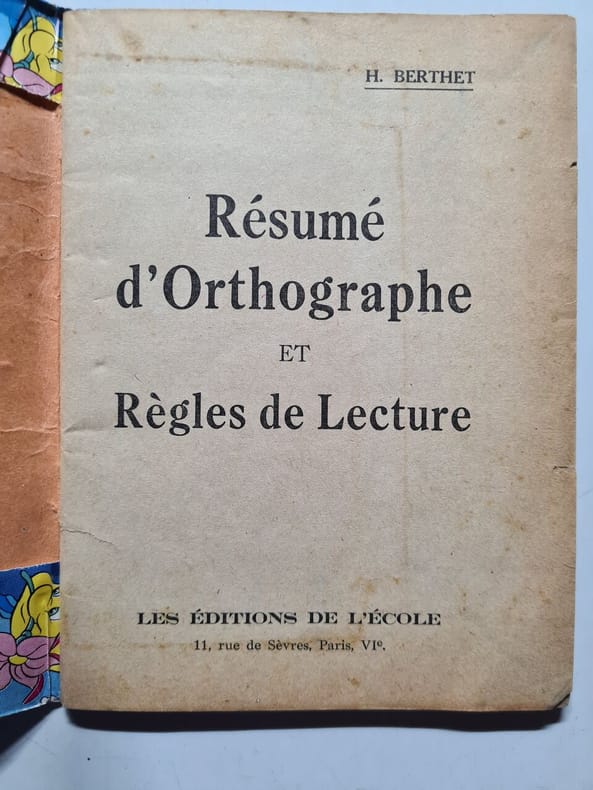 H. BERTHET
Résumé
d'Orthographe
ET
Règles de Lecture
LES ÉDITIONS DE L'ÉCOLE
11, rue de Sèvres, Paris, VIe.